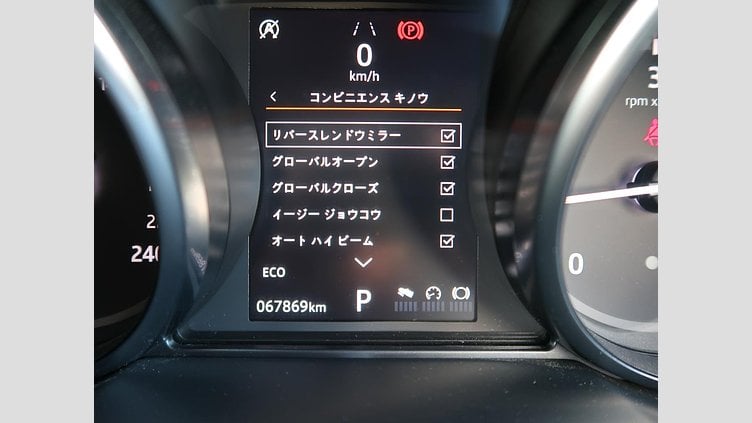 0
km/h
コンビニエンス キノウ
リバースレンドウミラー
グローバルオープン
グローバルクローズ
イージー ジョウコウ
オート ハイ ビーム
ECO
067869km
P
240
rpm x
0